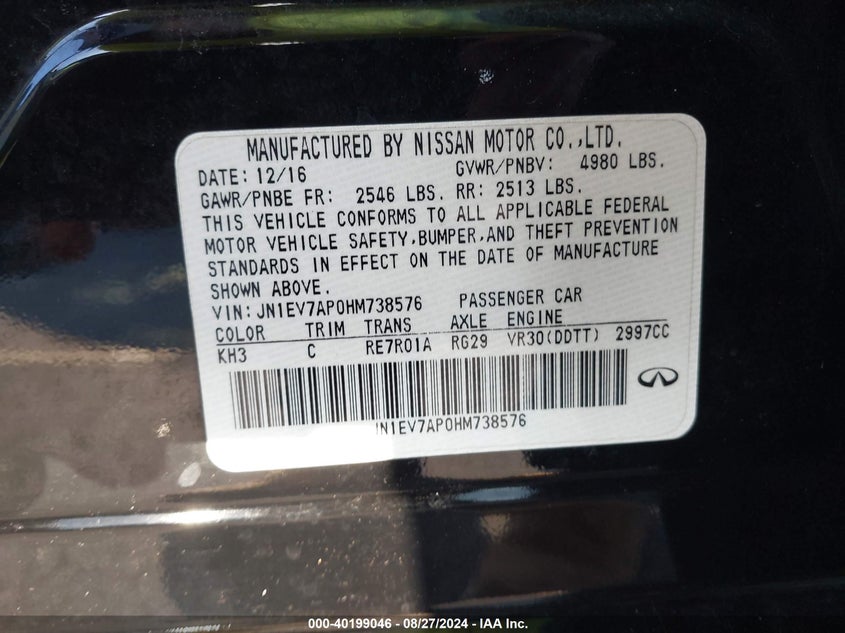 MANUFACTURED BY NISSAN MOTOR CO.,LTD.
DATE: 12/16 GVWR/PNBV: 4980 LBS.
GAWR/PNBE FR: 2546 LBS. RR: 2513 LBS.
THIS VEHICLE CONFORMS TO ALL APPLICABLE FEDERAL
MOTOR VEHICLE SAFETY,BUMPER,AND THEFT PREVENTION
STANDARDS IN EFFECT ON THE DATE OF MANUFACTURE
SHOWN ABOVE.
VIN:JN1EV7AP0HM738576 PASSENGER CAR
COLOR TRIM TRANS AXLE ENGINE
KH3 C RE7R01A RG29 VR30(DDTT) 2997CC
JN1EV7AP0HM738576
000-40199046 - 08/27/2024 - IAA Inc.